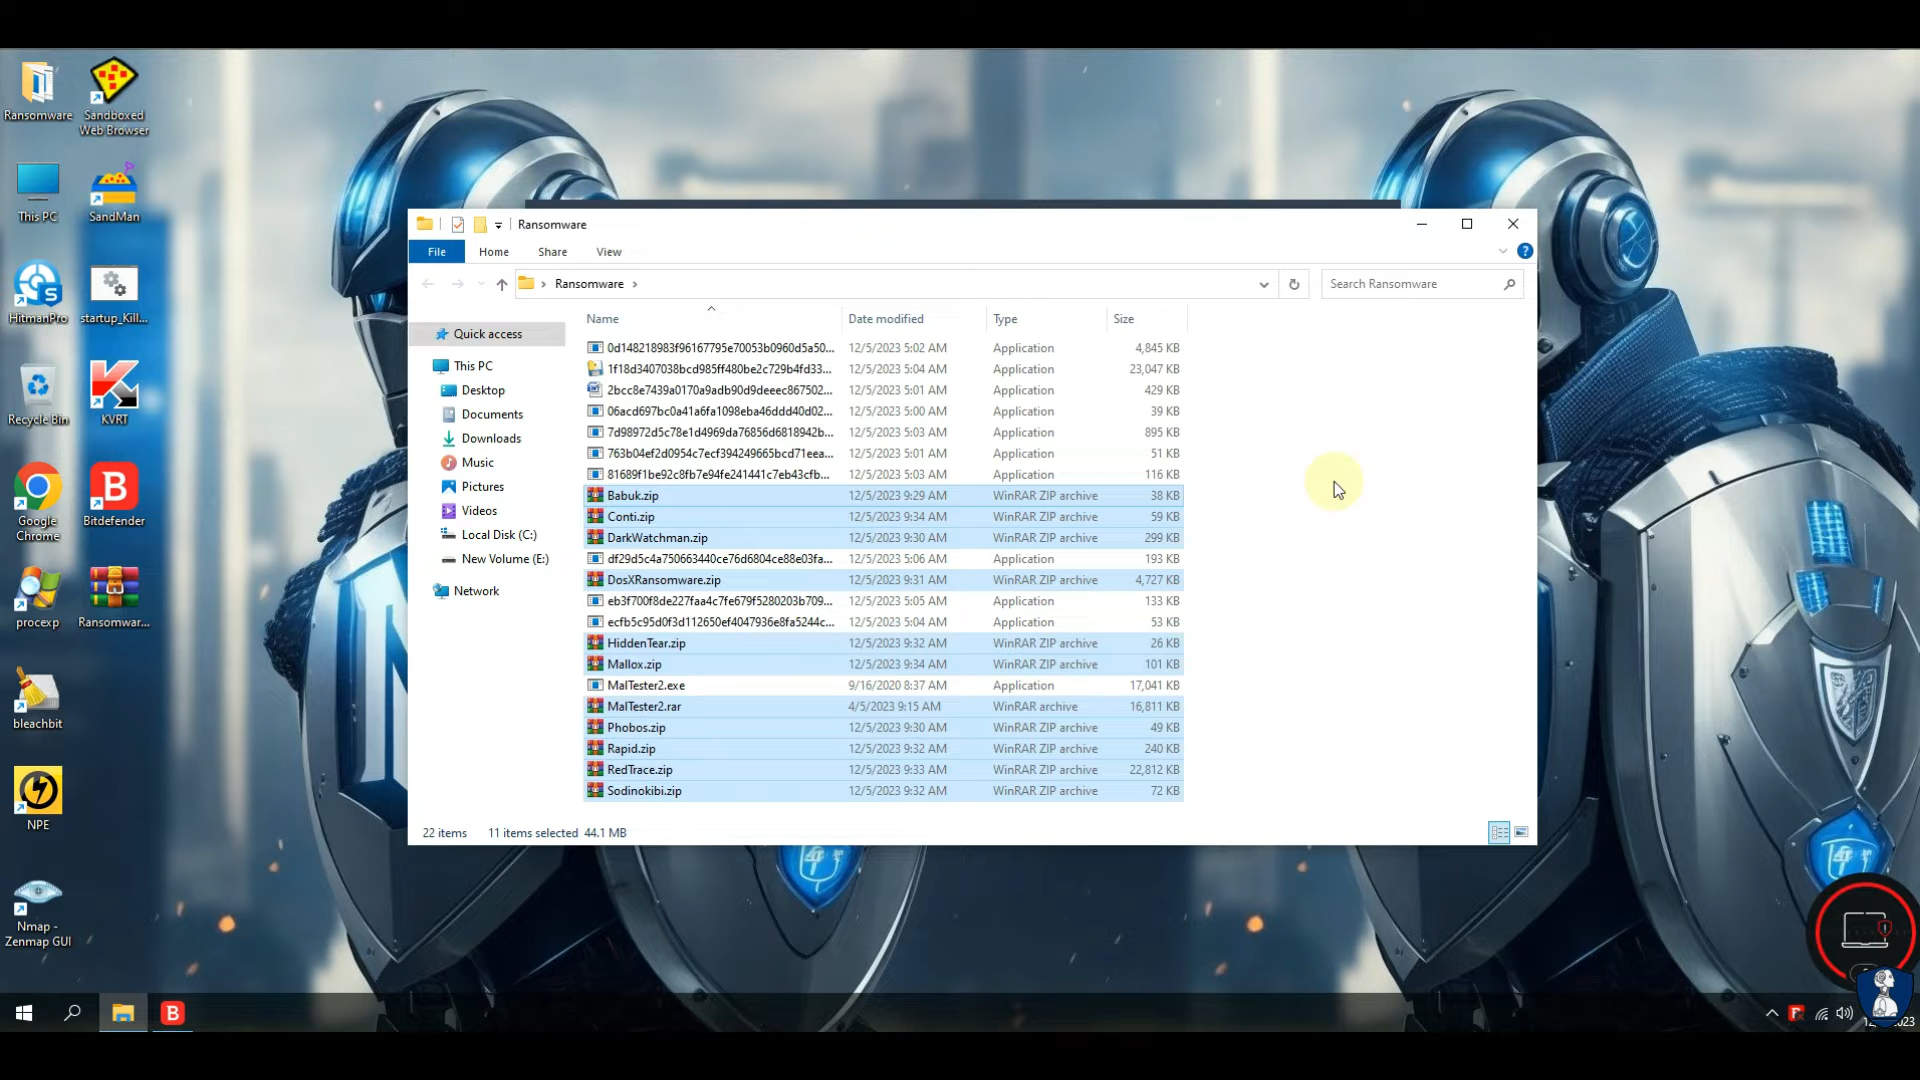 Ransomware
Sandboxed
Web Browser
This PC
SandMan
HitmanPro
startup_Kill...
Recycle Bin
KVRT
Google
Chrome
Bitdefender
procexp
Ransomwar...
bleachbit
NPE
Nmap -
Zenmap GUI
Ransomware
File Home Share View
Ransomware
Search Ransomware
Quick access
This PC
Desktop
Documents
Downloads
Music
Pictures
Videos
Local Disk (C:)
New Volume (E:)
Network
Name Date modified Type Size
0d148218983f96167795e70053b0960d5a50... 12/5/2023 5:02 AM Application 4,845 KB
1f18d3407038bcd985ff480be2c729b4fd33... 12/5/2023 5:04 AM Application 23,047 KB
2bcc8e7439a0170a9adb90d9deeec867502... 12/5/2023 5:01 AM Application 429 KB
06acd697bc0a41a6fa1098eba46ddd40d02... 12/5/2023 5:00 AM Application 39 KB
7d98972d5c78e1d4969da76856d6818942b... 12/5/2023 5:03 AM Application 895 KB
763b04ef2d0954c7ecf394249665bcd71eea... 12/5/2023 5:01 AM Application 51 KB
81689f1be92c8fb7e94fe241441c7eb43cfb... 12/5/2023 5:03 AM Application 116 KB
Babuk.zip 12/5/2023 9:29 AM WinRAR ZIP archive 38 KB
Conti.zip 12/5/2023 9:34 AM WinRAR ZIP archive 59 KB
DarkWatchman.zip 12/5/2023 9:30 AM WinRAR ZIP archive 299 KB
df29d5c4a750663440ce76d6804ce88e03fa... 12/5/2023 5:06 AM Application 193 KB
DosXRansomware.zip 12/5/2023 9:31 AM WinRAR ZIP archive 4,727 KB
eb3f700f8de227faa4c7fe679f5280203b709... 12/5/2023 5:05 AM Application 133 KB
ecfb5c95d0f3d112650ef4047936e8fa5244c... 12/5/2023 5:04 AM Application 53 KB
HiddenTear.zip 12/5/2023 9:32 AM WinRAR ZIP archive 26 KB
Mallox.zip 12/5/2023 9:34 AM WinRAR ZIP archive 101 KB
MalTester2.exe 9/16/2020 8:37 AM Application 17,041 KB
MalTester2.rar 4/5/2023 9:15 AM WinRAR archive 16,811 KB
Phobos.zip 12/5/2023 9:30 AM WinRAR ZIP archive 49 KB
Rapid.zip 12/5/2023 9:32 AM WinRAR ZIP archive 240 KB
RedTrace.zip 12/5/2023 9:33 AM WinRAR ZIP archive 22,812 KB
Sodinokibi.zip 12/5/2023 9:32 AM WinRAR ZIP archive 72 KB
22 items 11 items selected 44.1 MB